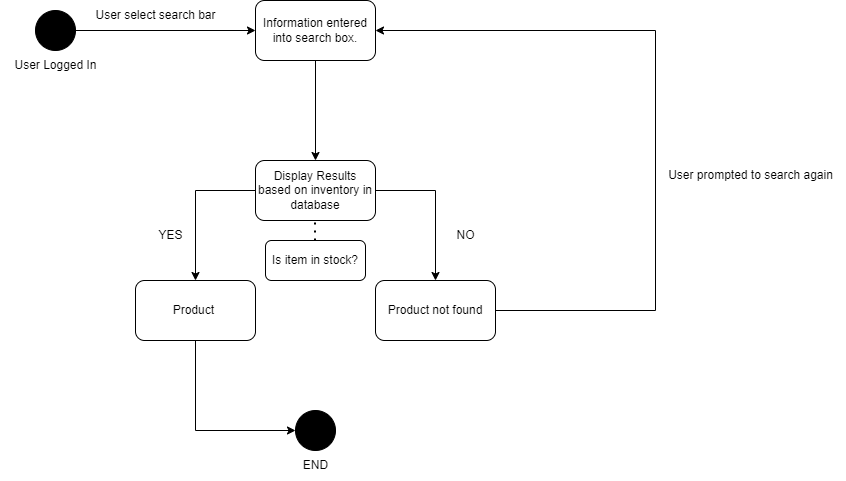 User select search bar
Information entered
into search box.
User Logged In
Display Results
based on inventory in
database
User prompted to search again
YES
NO
Is item in stock?
Product
Product not found
END